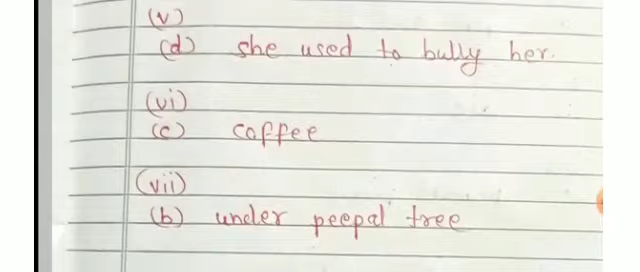 (v)
(d) she used to bully her.
(vi)
(c) coffee
(vii)
(b) under peepal tree